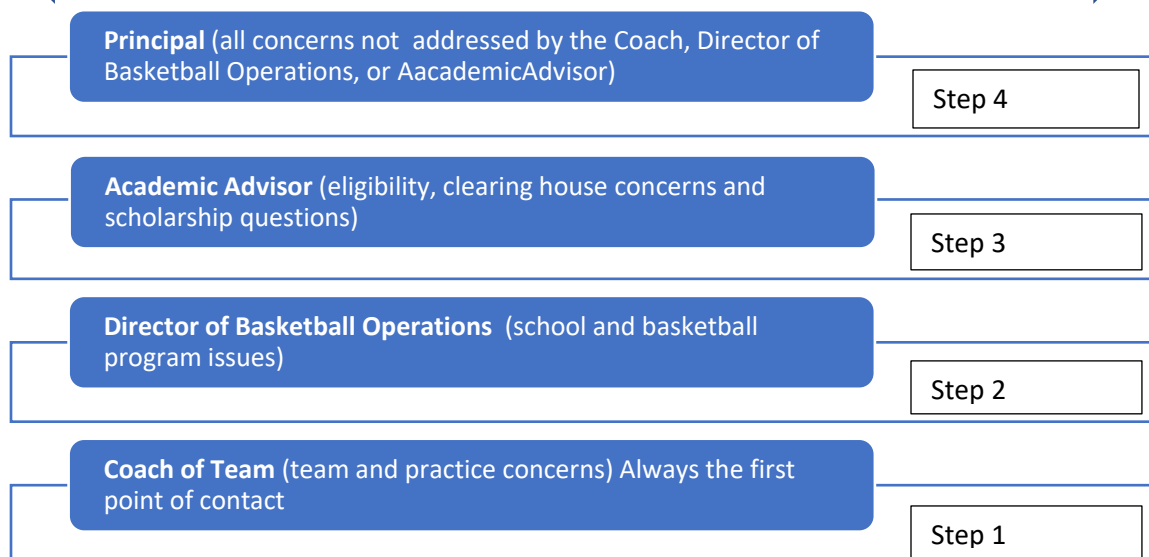 Principal (all concerns not addressed by the Coach, Director of
Basketball Operations, or AacademicAdvisor)
Step 4
Academic Advisor (eligibility, clearing house concerns and
scholarship questions)
Step 3
Director of Basketball Operations (school and basketball
program issues)
Step 2
Coach of Team (team and practice concerns) Always the first
point of contact
Step 1